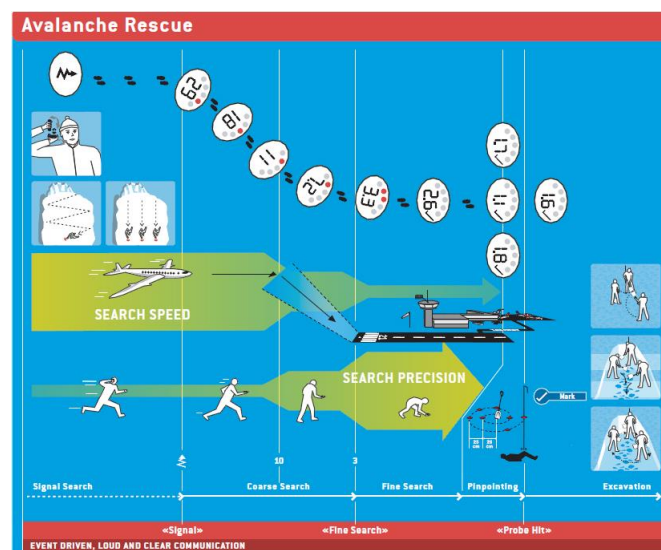 Avalanche Rescue
29
18
11
7.2
3.3
2.6
1.7
1.1
1.6
1.8
SEARCH SPEED
SEARCH PRECISION
Mark
10
3
Signal Search
Coarse Search
Fine Search
Pinpointing
Excavation
«Signal»
«Fine Search»
«Probe Hit»
EVENT DRIVEN, LOUD AND CLEAR COMMUNICATION